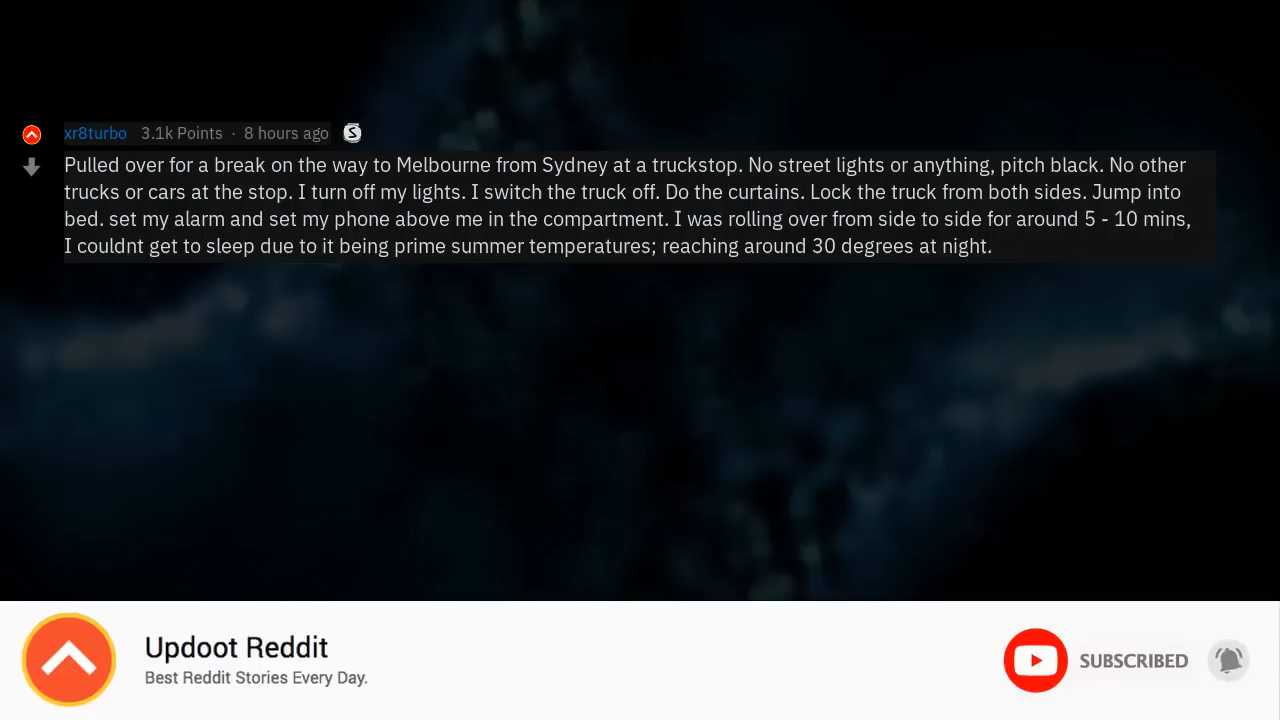 xr8turbo 3.1k Points · 8 hours ago
Pulled over for a break on the way to Melbourne from Sydney at a truckstop. No street lights or anything, pitch black. No other
trucks or cars at the stop. I turn off my lights. I switch the truck off. Do the curtains. Lock the truck from both sides. Jump into
bed. set my alarm and set my phone above me in the compartment. I was rolling over from side to side for around 5 - 10 mins,
I couldnt get to sleep due to it being prime summer temperatures; reaching around 30 degrees at night.
Updoot Reddit
Best Reddit Stories Every Day.
SUBSCRIBED